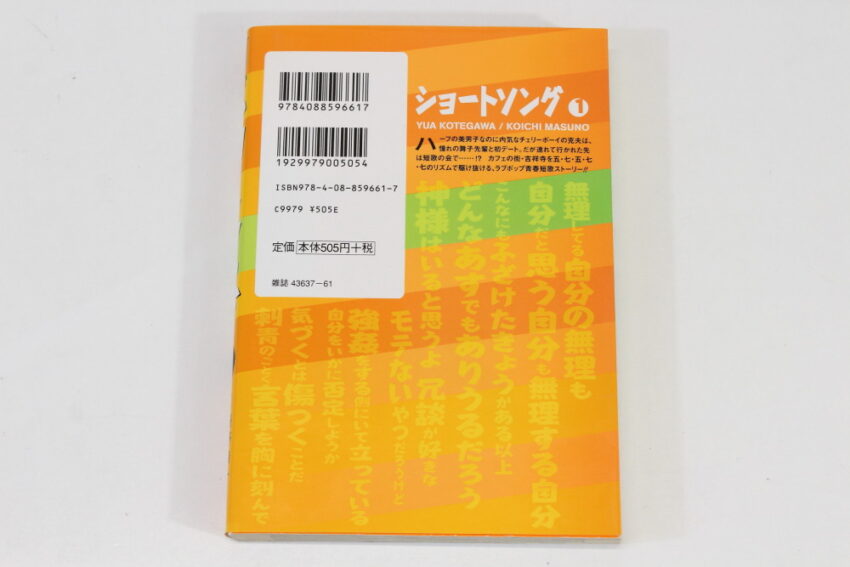 9784088596617
1929979005054
ISBN978-4-08-859661-7
C9979 ¥505E
定価 本体505円+税
雑誌 43637-61
ショートソング 1
YUA KOTEGAWA / KOICHI MASUNO
ハーフの美男子なのに内気なチェリーボーイの克夫は、
憧れの舞子先輩と初デート。だが連れて行かれた先
は短歌の会で……!? カフェの街・吉祥寺を五・七・五・七
・七のリズムで駆け抜ける、ラブポップ青春短歌ストーリー!!
無理してる自分の無理も
自分だと思う自分も無理する自分
こんなにもふざけたきょうがある以上
どんなあすでもありうるだろう
神様はいると思うよ冗談が好きな
モテないやつだろうけど
強姦をする側にいて立っている
自分をいかに否定しようか
気づくとは傷つくことだ
刺青のごとく言葉を胸に刻んで